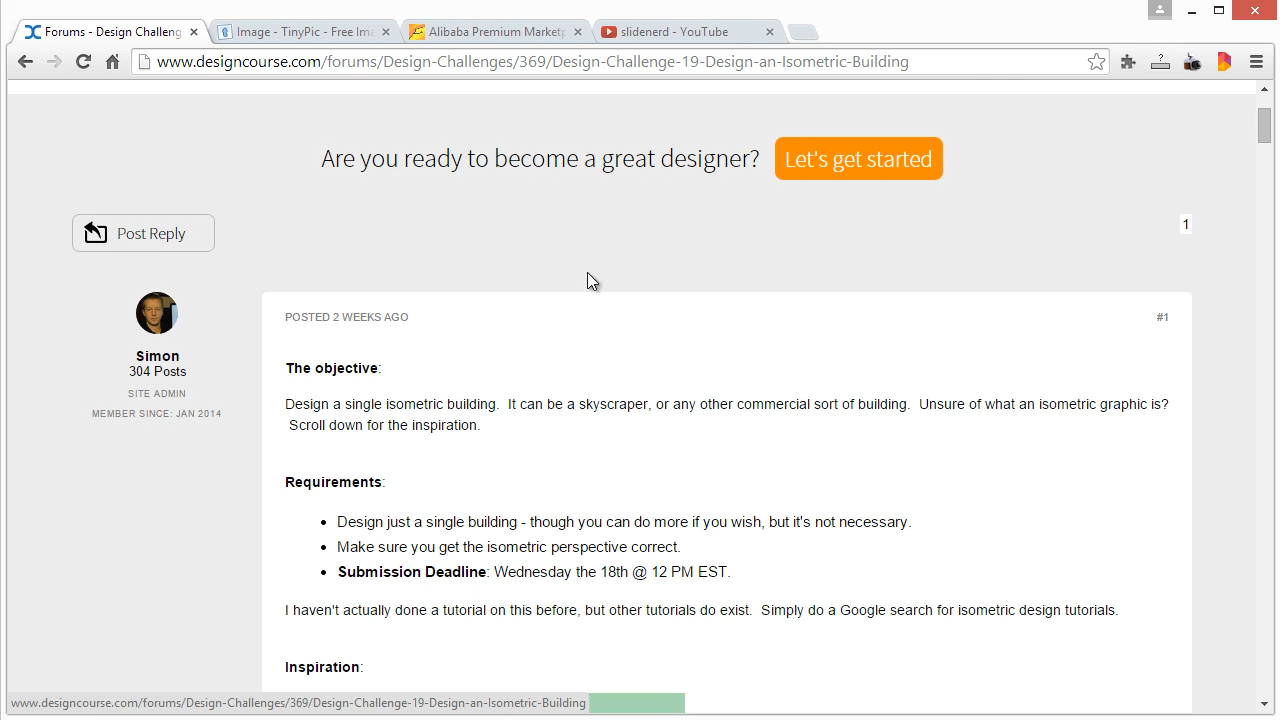 Forums - Design Challeng
Image - TinyPic - Free Ima
Alibaba Premium Marketp
slidenerd - YouTube
www.designcourse.com/forums/Design-Challenges/369/Design-Challenge-19-Design-an-Isometric-Building
Are you ready to become a great designer?
Let's get started
Post Reply
1
POSTED 2 WEEKS AGO
#1
Simon
304 Posts
SITE ADMIN
MEMBER SINCE: JAN 2014
The objective:
Design a single isometric building. It can be a skyscraper, or any other commercial sort of building. Unsure of what an isometric graphic is?
Scroll down for the inspiration.
Requirements:
• Design just a single building - though you can do more if you wish, but it's not necessary.
• Make sure you get the isometric perspective correct.
• Submission Deadline: Wednesday the 18th @ 12 PM EST.
I haven't actually done a tutorial on this before, but other tutorials do exist. Simply do a Google search for isometric design tutorials.
Inspiration:
www.designcourse.com/forums/Design-Challenges/369/Design-Challenge-19-Design-an-Isometric-Building